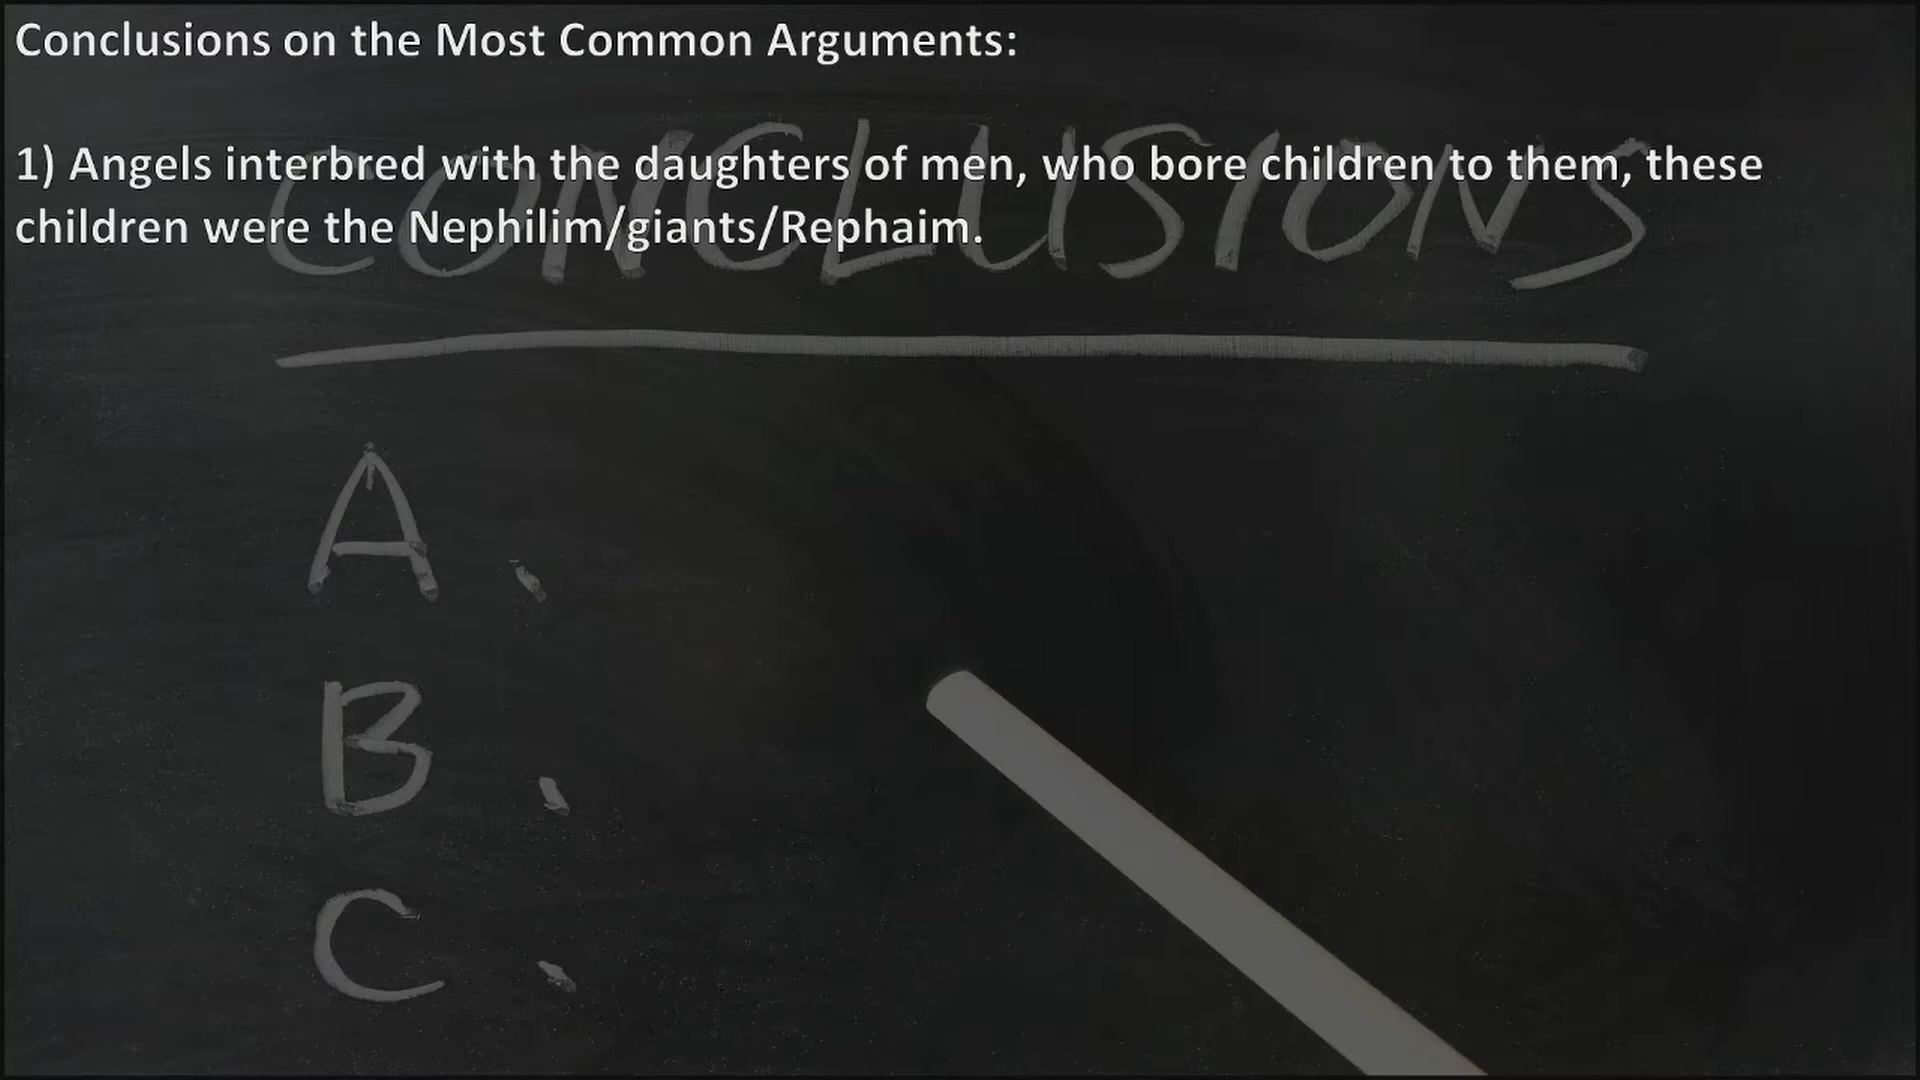 Conclusions on the Most Common Arguments:
1) Angels interbred with the daughters of men, who bore children to them, these
children were the Nephilim/giants/Rephaim.
CONCLUSIONS
A.
B.
C.